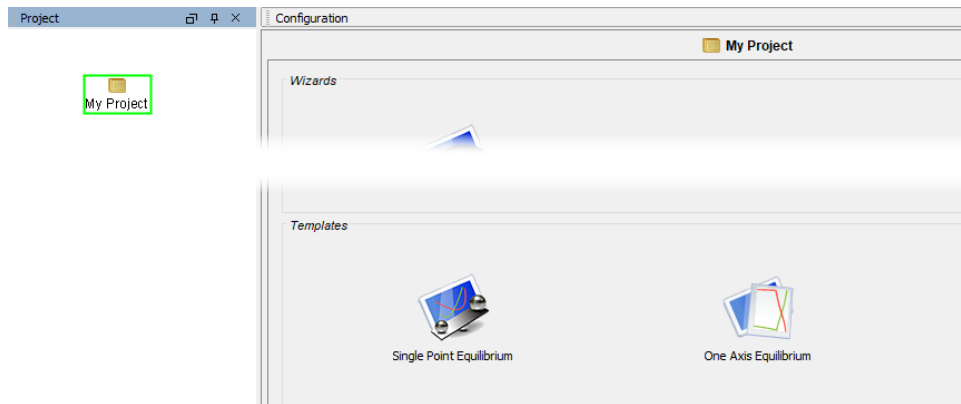 Project
Configuration
My Project
My Project
Wizards
Templates
Single Point Equilibrium
One Axis Equilibrium